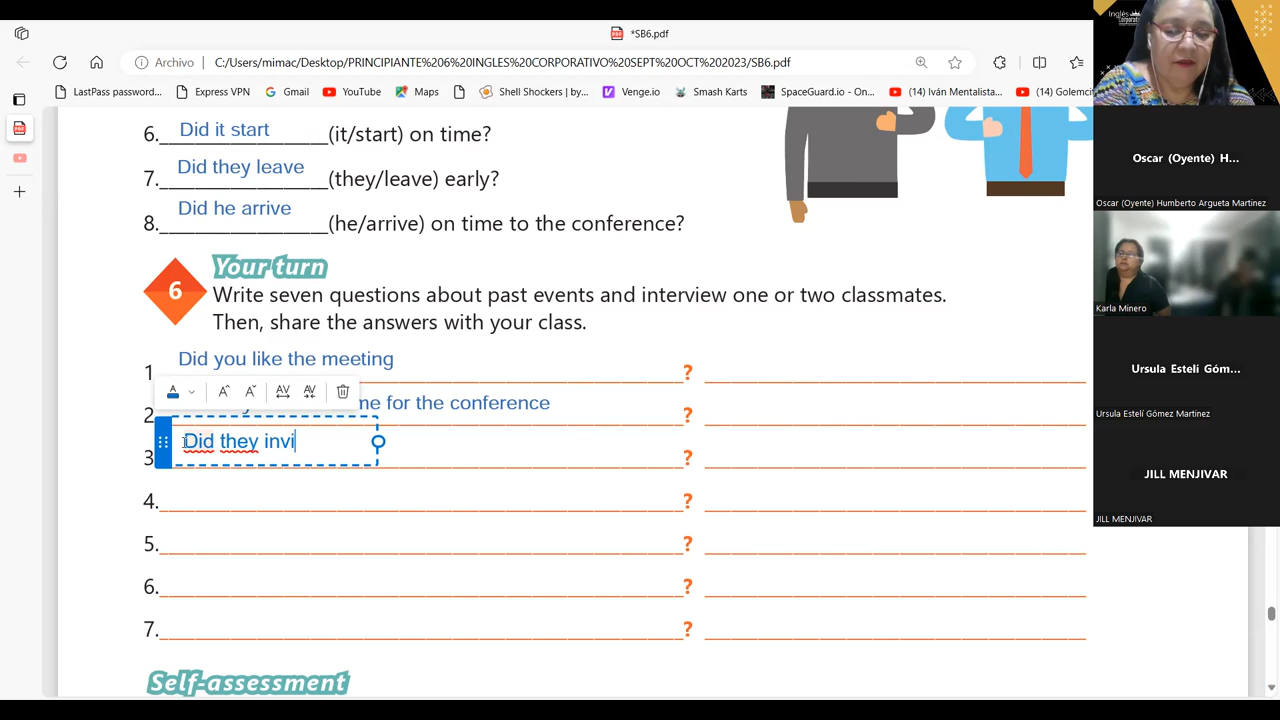 *SB6.pdf
Archivo C:/Users/mimac/Desktop/PRINCIPIANTE%206%20INGLES%20CORPORATIVO%20SEPT%20OCT%202023/SB6.pdf
LastPass password... Express VPN Gmail YouTube Maps Shell Shockers | by... Venge.io Smash Karts SpaceGuard.io - On... (14) Iván Mentalista... (14) Golemcit
6. Did it start (it/start) on time?
7. Did they leave (they/leave) early?
8. Did he arrive (he/arrive) on time to the conference?
6
Your turn
Write seven questions about past events and interview one or two classmates.
Then, share the answers with your class.
1 Did you like the meeting ?
2 me for the conference ?
3 Did they invi ?
4. ?
5. ?
6. ?
7. ?
Self-assessment
Inglés
Corporativo
Oscar (Oyente) H...
Oscar (Oyente) Humberto Argueta Martinez
Karla Minero
Ursula Estelí Góm...
Ursula Estelí Gómez Martinez
JILL MENJIVAR
JILL MENJIVAR